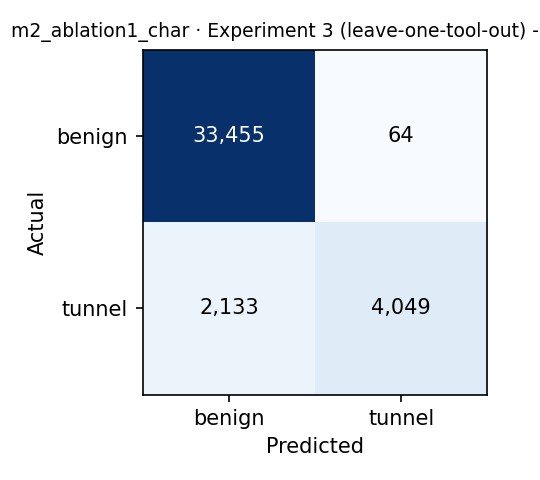 m2_ablation1_char · Experiment 3 (leave-one-tool-out) -
benign
33,455
64
Actual
tunnel
2,133
4,049
benign
tunnel
Predicted